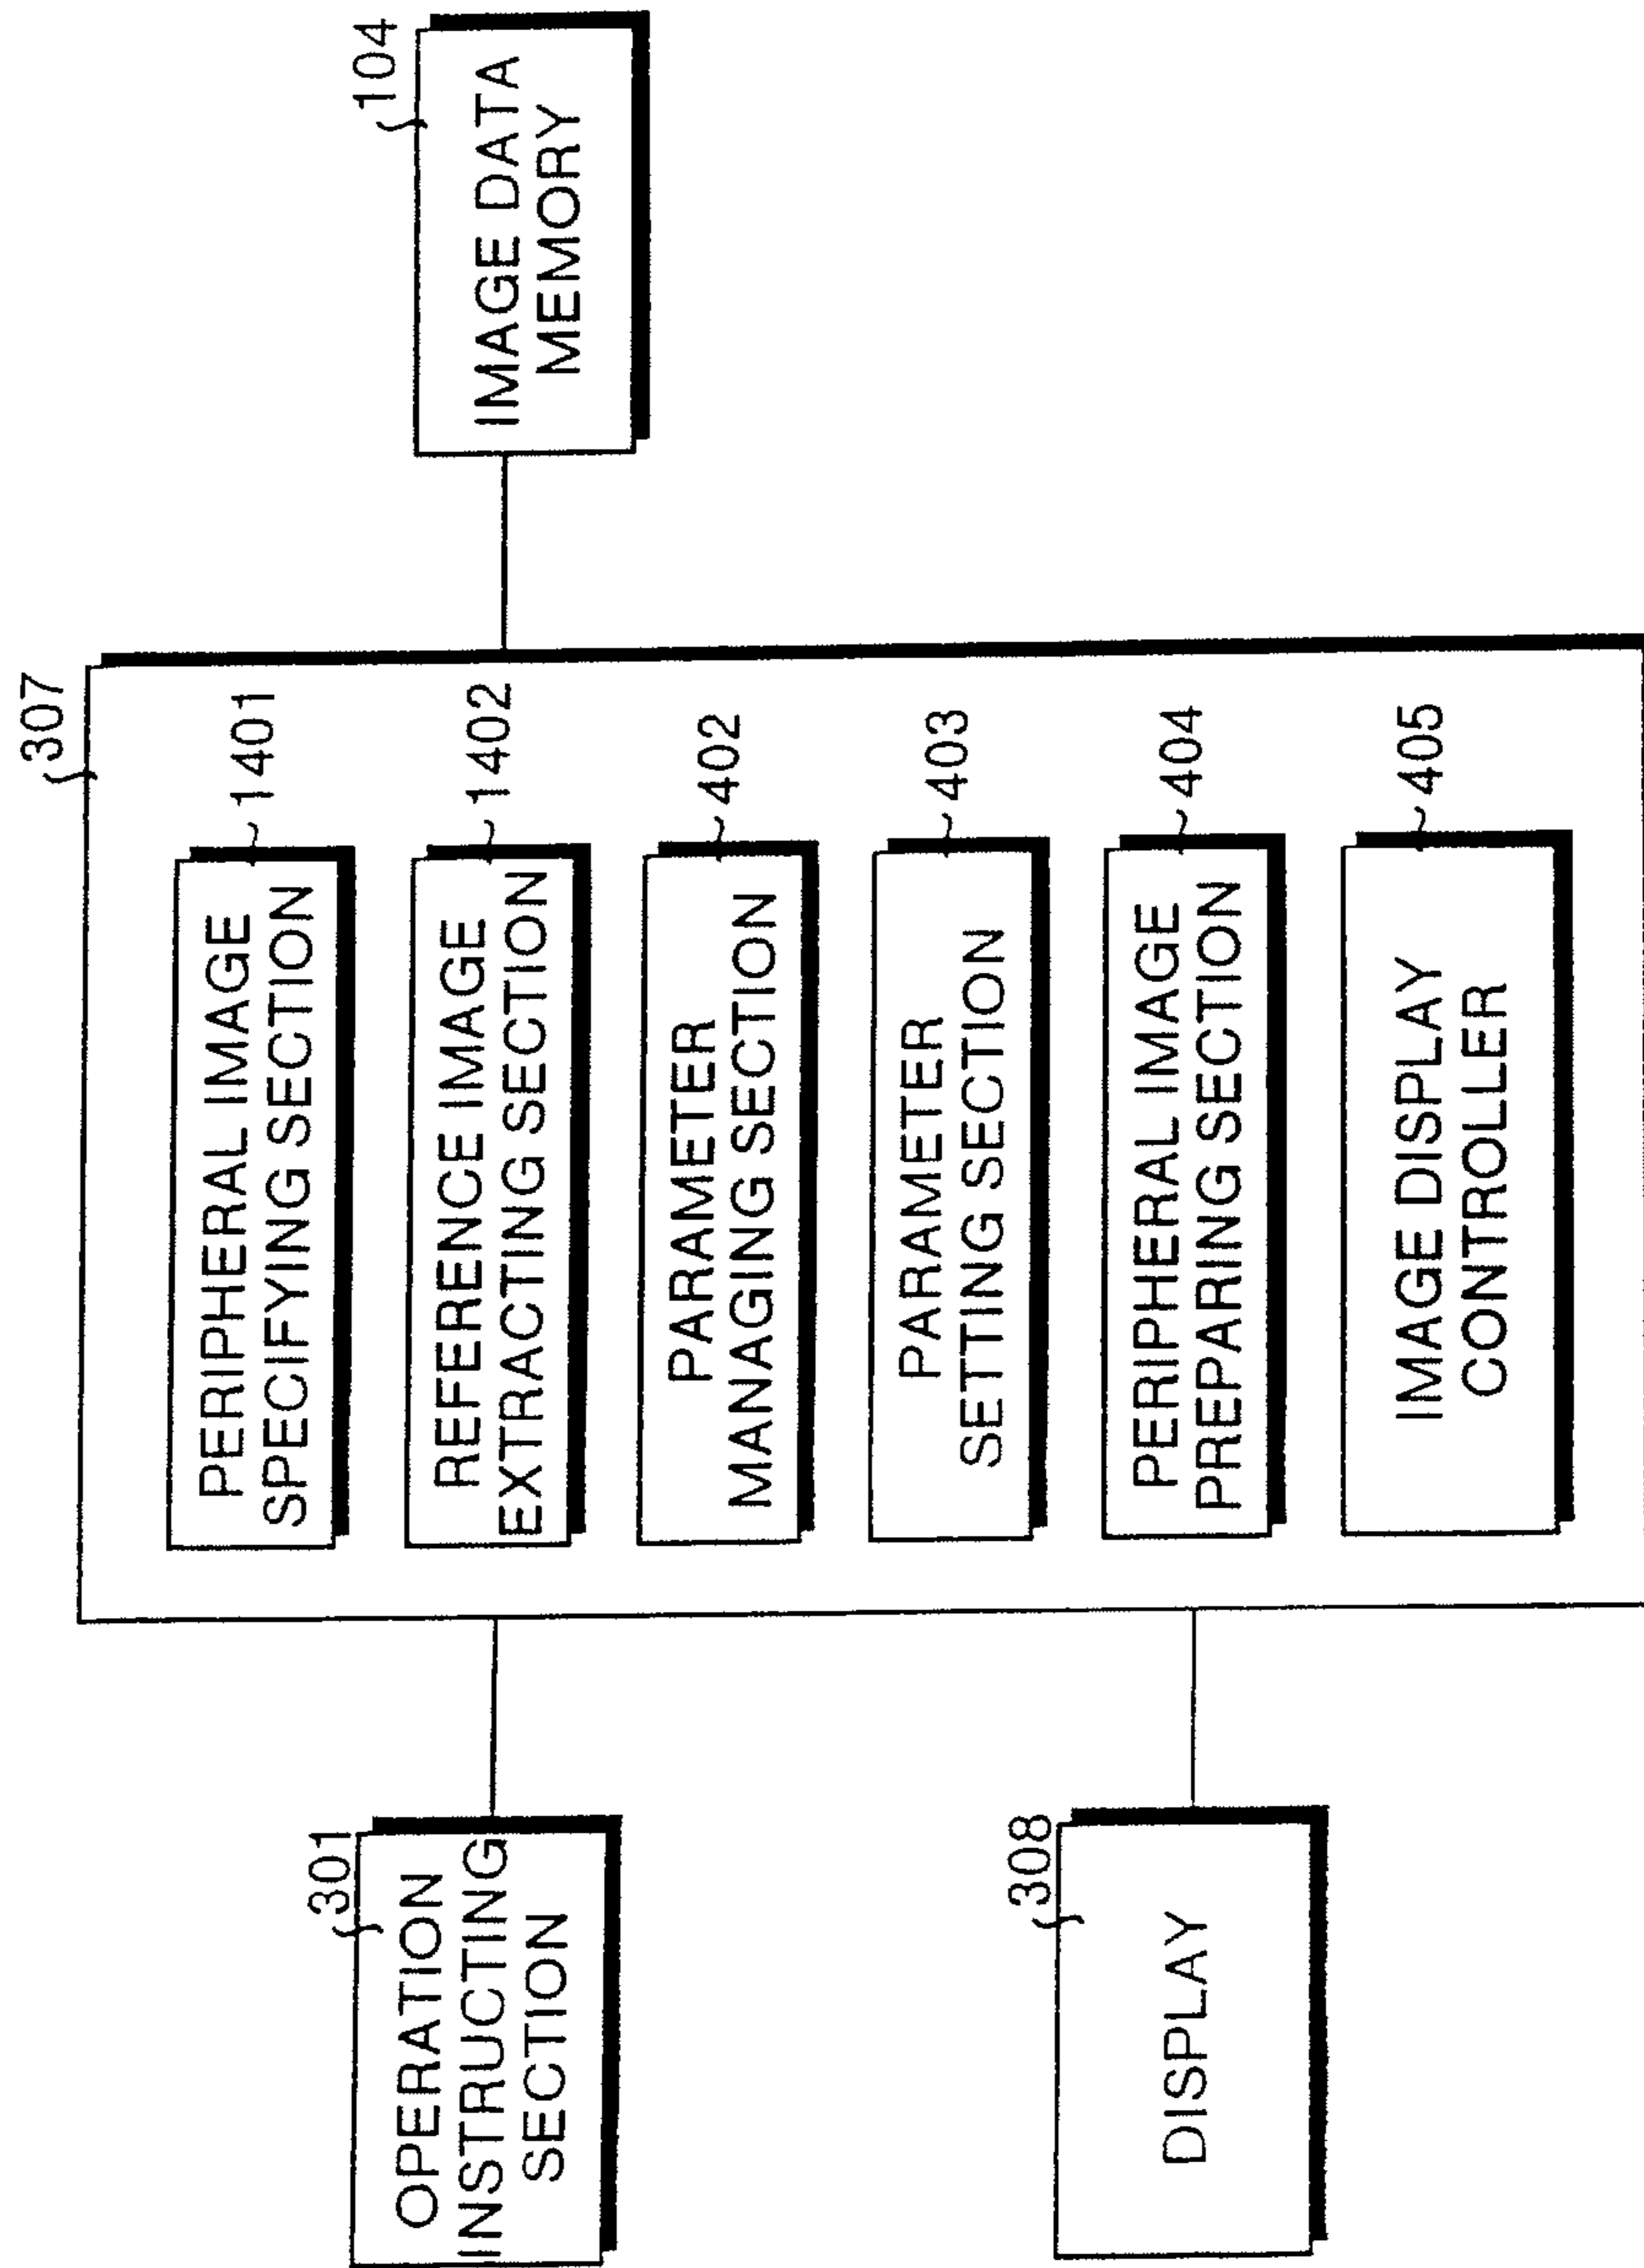 301
OPERATION
INSTRUCTING
SECTION
308
DISPLAY
307
PERIPHERAL IMAGE
SPECIFYING SECTION
1401
REFERENCE IMAGE
EXTRACTING SECTION
1402
PARAMETER
MANAGING SECTION
402
PARAMETER
SETTING SECTION
403
PERIPHERAL IMAGE
PREPARING SECTION
404
IMAGE DISPLAY
CONTROLLER
405
104
IMAGE DATA
MEMORY